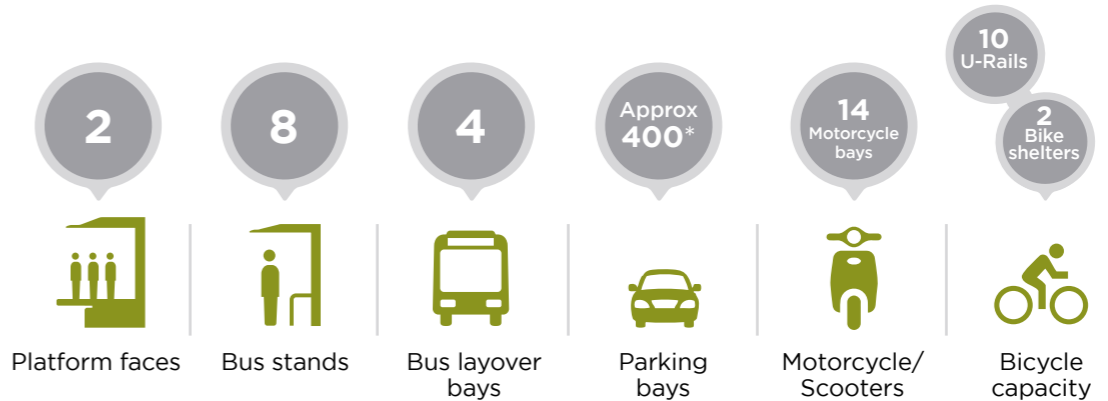 2
Platform faces
8
Bus stands
4
Bus layover
bays
Approx
400*
Parking
bays
14
Motorcycle
bays
Motorcycle/
Scooters
10
U-Rails
2
Bike
shelters
Bicycle
capacity